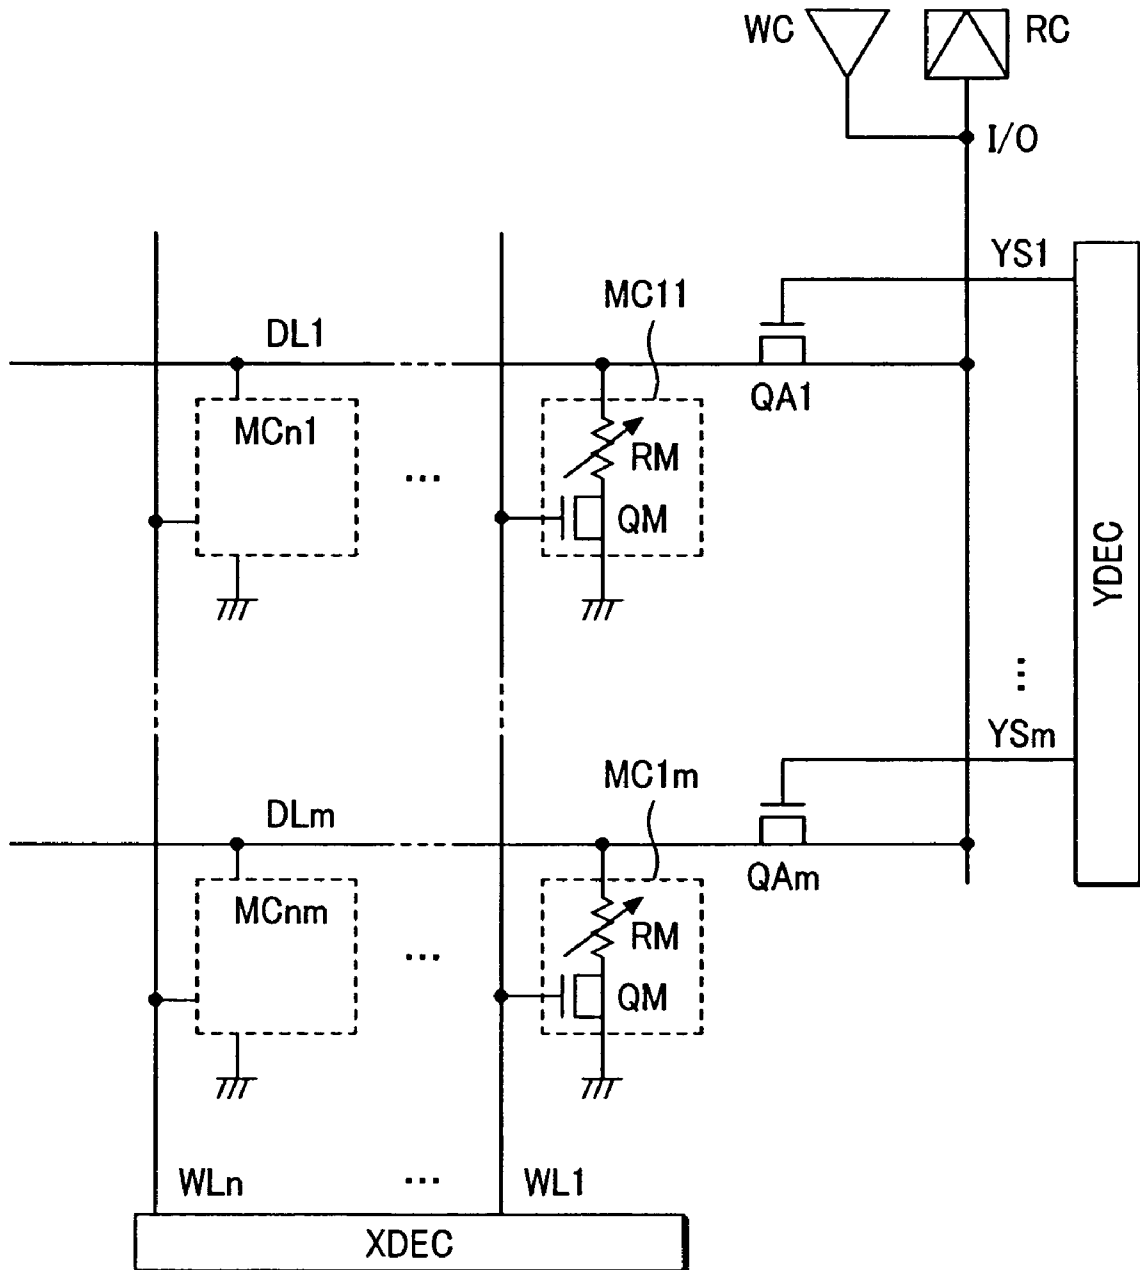 WC
RC
I/O
YS1
MC11
DL1
QA1
MCn1
...
RM
QM
YDEC
...
YSm
MC1m
DLm
QAm
MCnm
...
RM
QM
WLn
...
WL1
XDEC